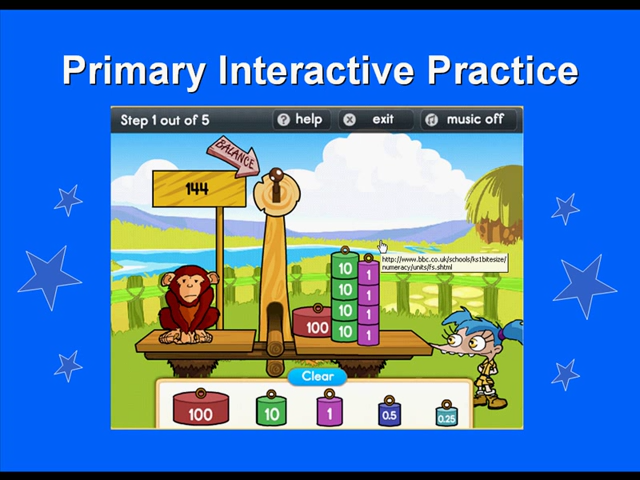 Primary Interactive Practice
Step 1 out of 5
help
exit
music off
BALANCE
144
http://www.bbc.co.uk/schools/ks1bitesize/
numeracy/units/fs.shtml
10
1
10
1
100
10
1
10
1
Clear
100
10
1
0.5
0.25